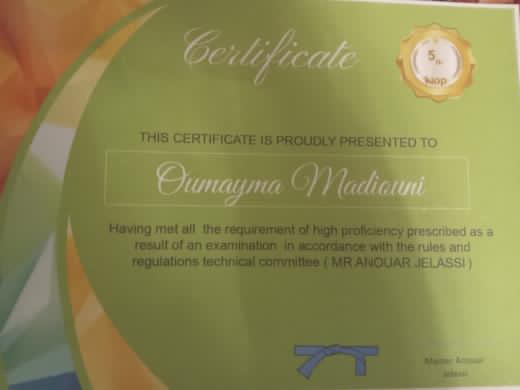 Certificate
5
THIS CERTIFICATE IS PROUDLY PRESENTED TO
Oumayma Madiouni
Having met all the requirement of high proficiency prescribed as a
result of an examination in accordance with the rules and
regulations technical committee ( MR ANOUAR JELASSI )
Master Anouar
jelassi